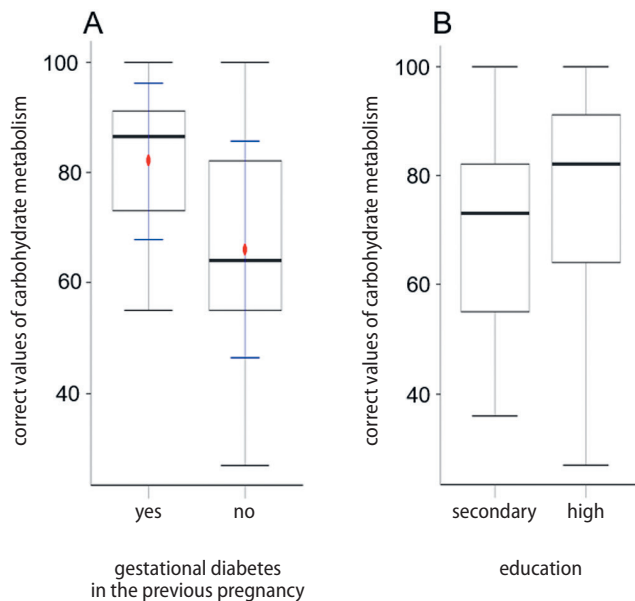 A
correct values of carbohydrate metabolism
100
80
60
40
yes
no
gestational diabetes
in the previous pregnancy
B
correct values of carbohydrate metabolism
100
80
60
40
secondary
high
education